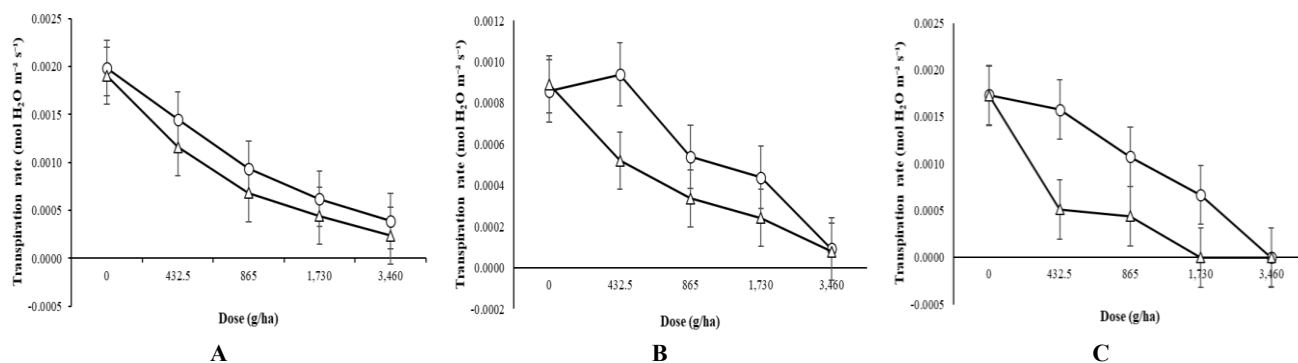 Transpiration rate (mol H₂O m⁻² s⁻¹)
0.0025
0.0020
0.0015
0.0010
0.0005
0.0000
-0.0005
0 432.5 865 1,730 3,460
Dose (g/ha)
A
Transpiration rate (mol H₂O m⁻² s⁻¹)
0.0012
0.0010
0.0008
0.0006
0.0004
0.0002
0.0000
-0.0002
0 432.5 865 1,730 3,460
Dose (g/ha)
B
Transpiration rate (mol H₂O m⁻² s⁻¹)
0.0025
0.0020
0.0015
0.0010
0.0005
0.0000
-0.0005
0 432.5 865 1,730 3,460
Dose (g/ha)
C